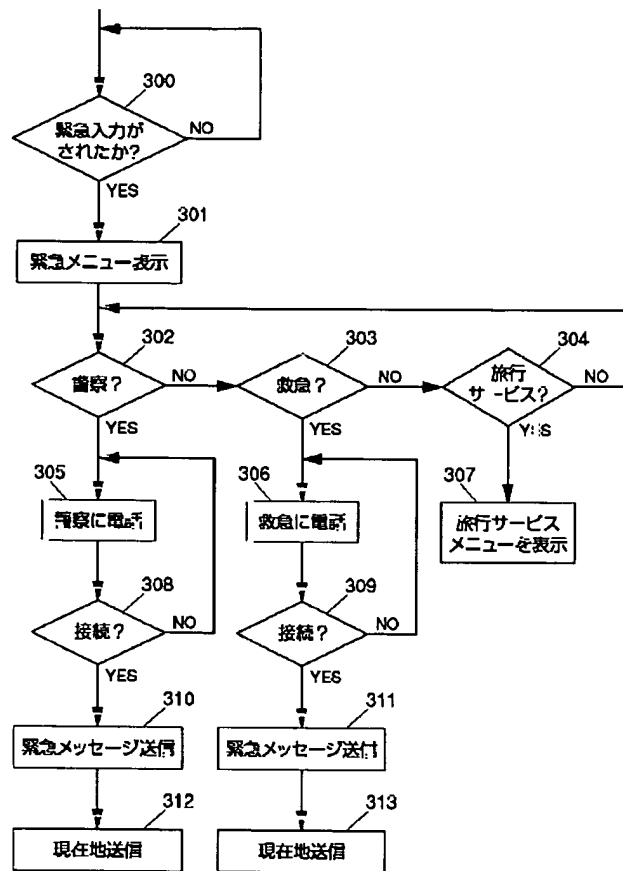 300
緊急入力が
されたか?
NO
YES
301
緊急メニュー表示
302
警察?
NO
YES
303
救急?
NO
YES
304
旅行
サービス?
NO
YES
305
警察に電話
306
救急に電話
307
旅行サービス
メニューを表示
308
接続?
NO
YES
309
接続?
NO
YES
310
緊急メッセージ送信
311
緊急メッセージ送信
312
現在地送信
313
現在地送信